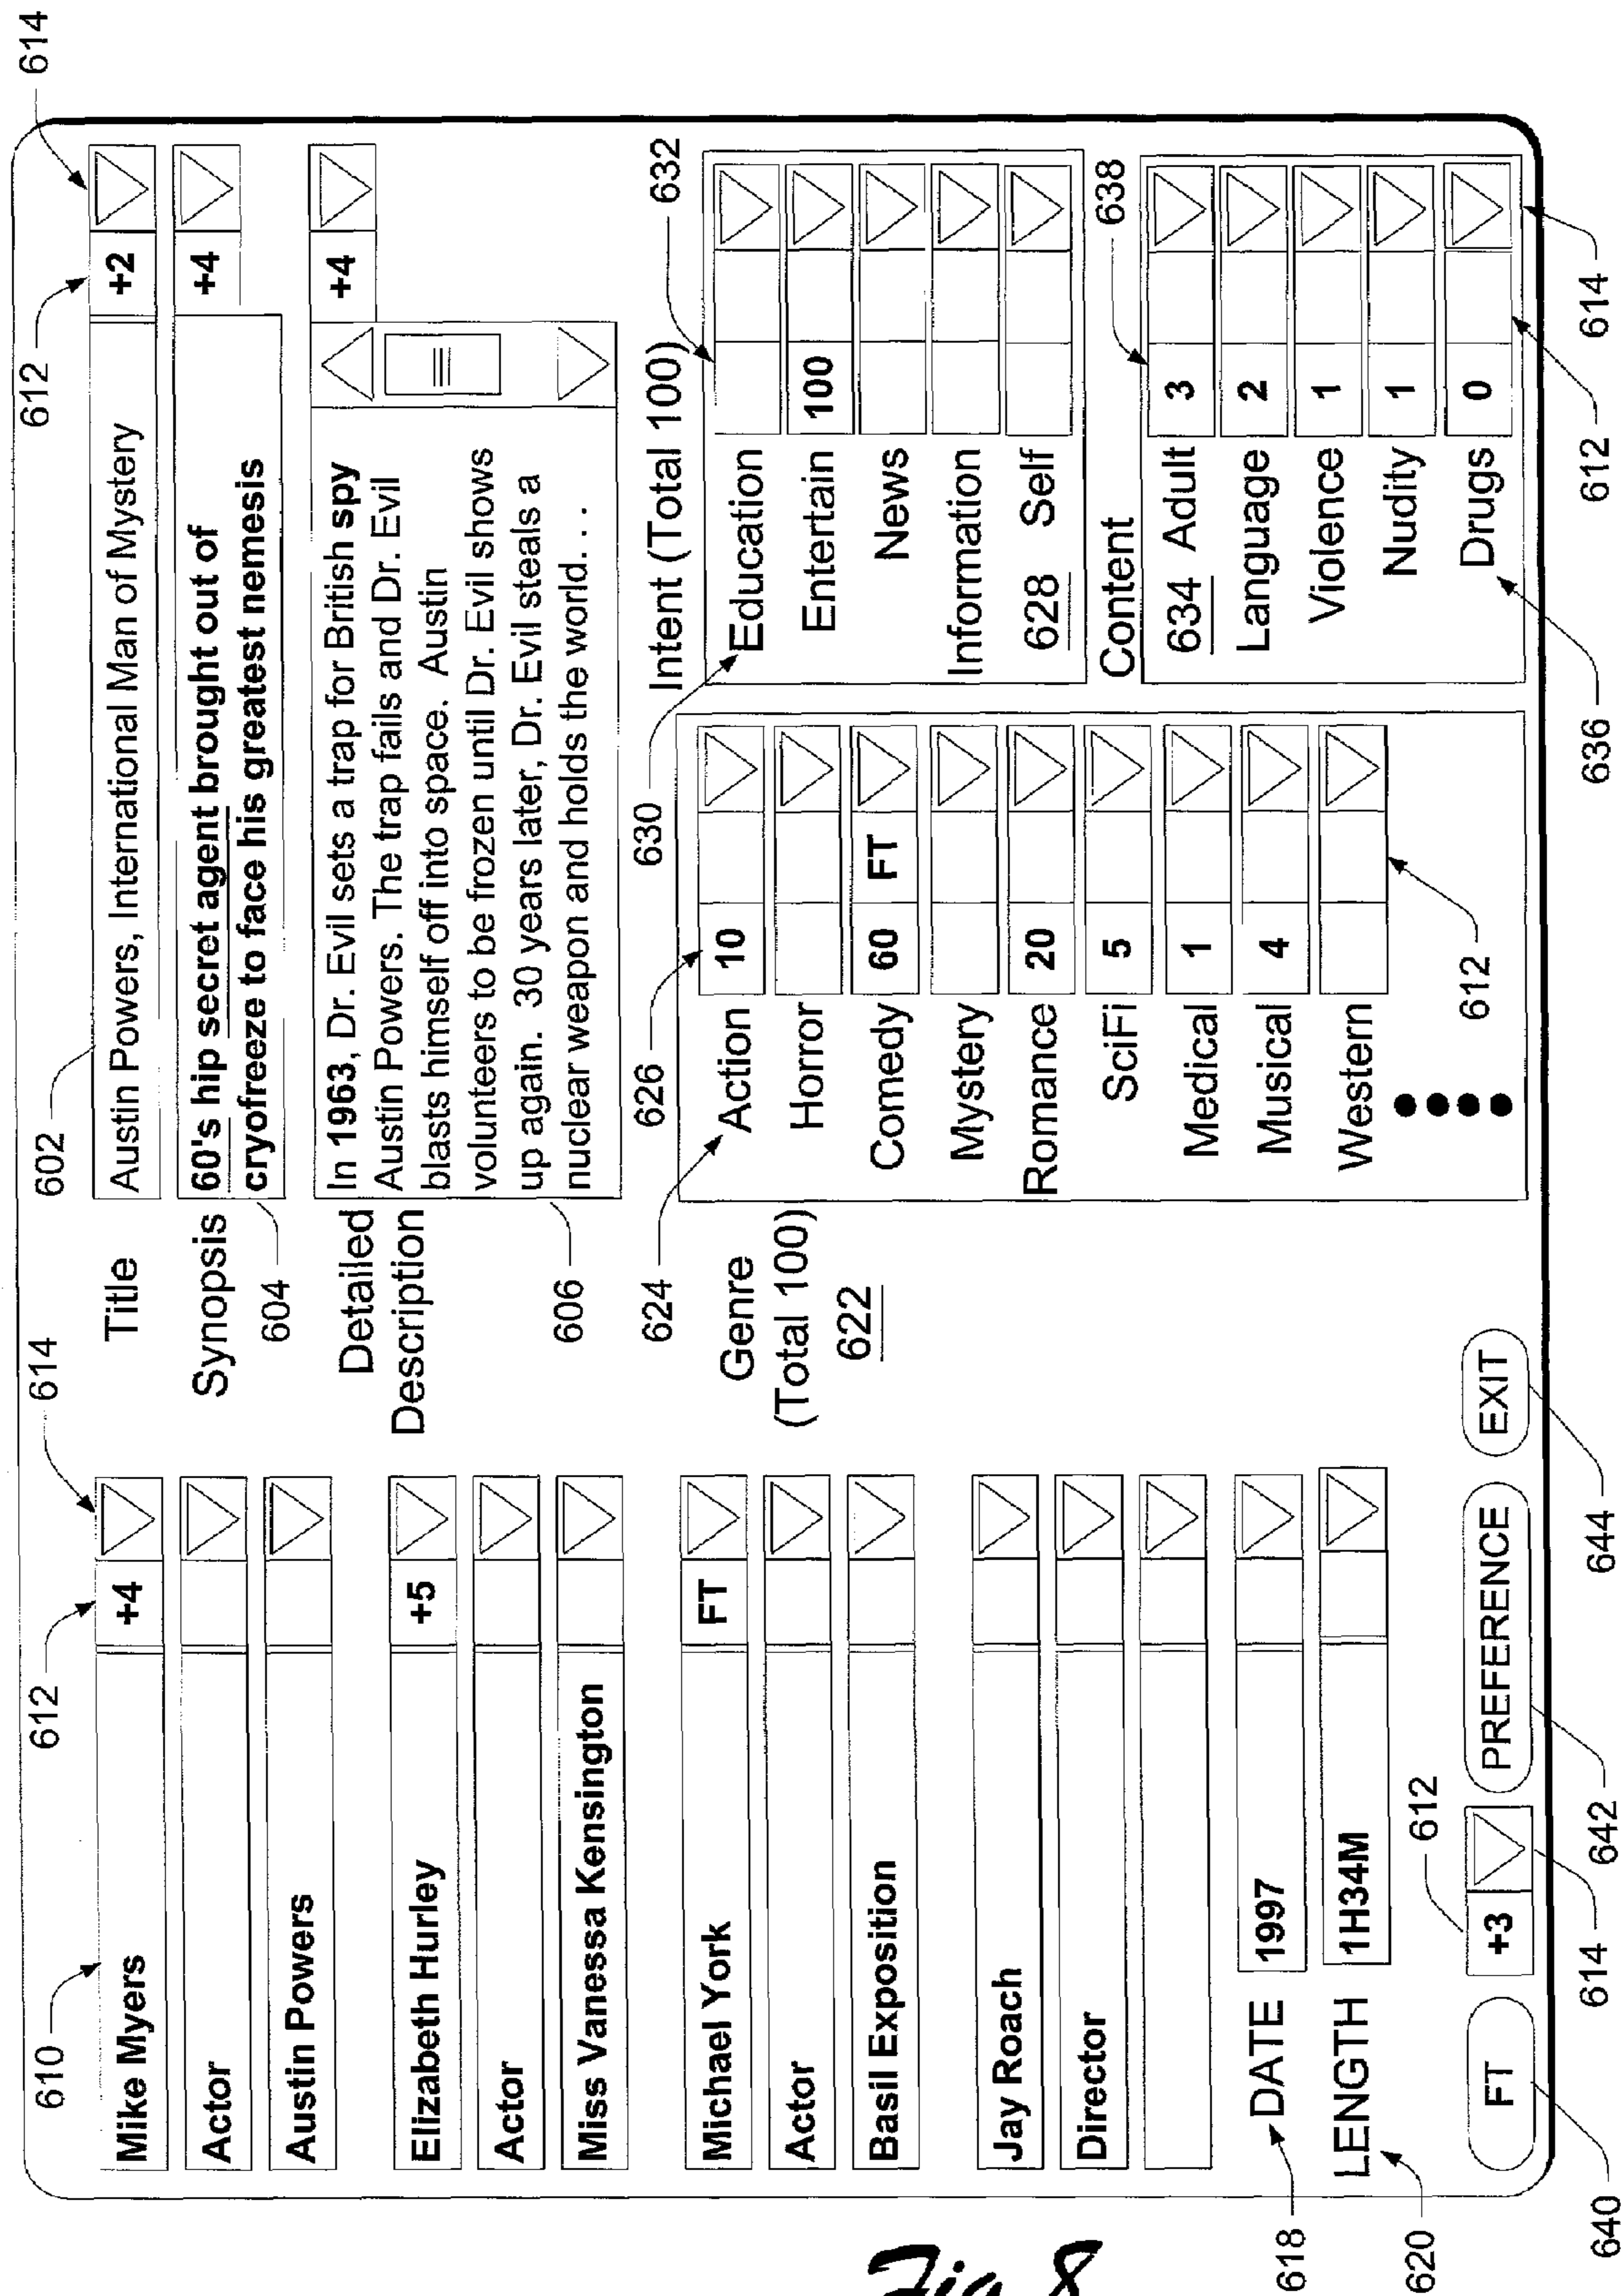 610
612
614
Mike Myers +4
Actor
Austin Powers
Elizabeth Hurley +5
Actor
Miss Vanessa Kensington
Michael York FT
Actor
Basil Exposition
Jay Roach
Director
618
DATE 1997
620
LENGTH 1H34M
612
FT +3 PREFERENCE EXIT
640
614
642
644
602
612
614
Title Austin Powers, International Man of Mystery +2
Synopsis 60's hip secret agent brought out of +4
cryofreeze to face his greatest nemesis
604
Detailed
Description
In 1963, Dr. Evil sets a trap for British spy +4
Austin Powers. The trap fails and Dr. Evil
blasts himself off into space. Austin
volunteers to be frozen until Dr. Evil shows
up again. 30 years later, Dr. Evil steals a
nuclear weapon and holds the world. . .
606
624
626
Genre
(Total 100)
622
Action 10
Horror
Comedy 60 FT
Mystery
Romance 20
SciFi 5
Medical 1
Musical 4
Western
612
630
Intent (Total 100)
632
Education
Entertain 100
News
Information
628 Self
Content
638
634 Adult 3
Language 2
Violence 1
Nudity 1
Drugs 0
636
612
614
Fig. 8